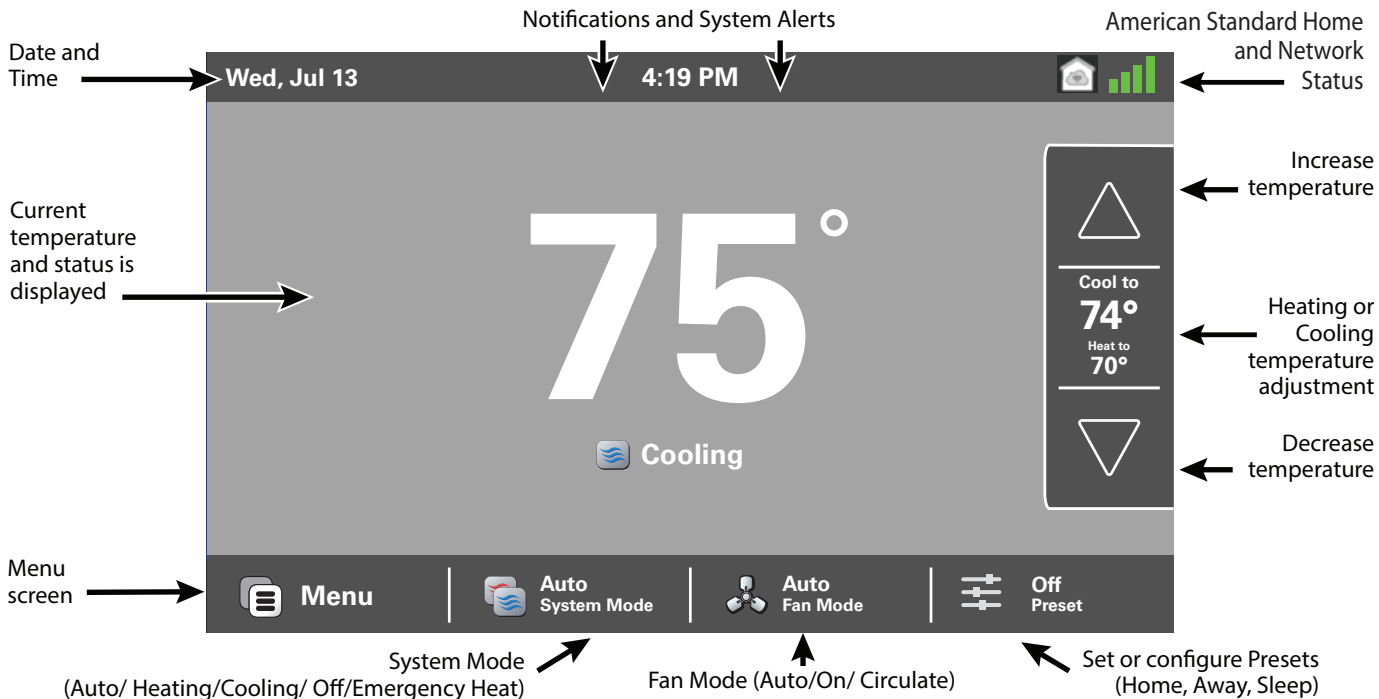 Notifications and System Alerts
American Standard Home
and Network
Status
Date and
Time
Wed, Jul 13
4:19 PM
Increase
temperature
Current
temperature
and status is
displayed
75°
Cooling
Cool to
74°
Heat to
70°
Heating or
Cooling
temperature
adjustment
Decrease
temperature
Menu
screen
Menu
Auto
System Mode
Auto
Fan Mode
Off
Preset
System Mode
(Auto/ Heating/Cooling/ Off/Emergency Heat)
Fan Mode (Auto/On/ Circulate)
Set or configure Presets
(Home, Away, Sleep)